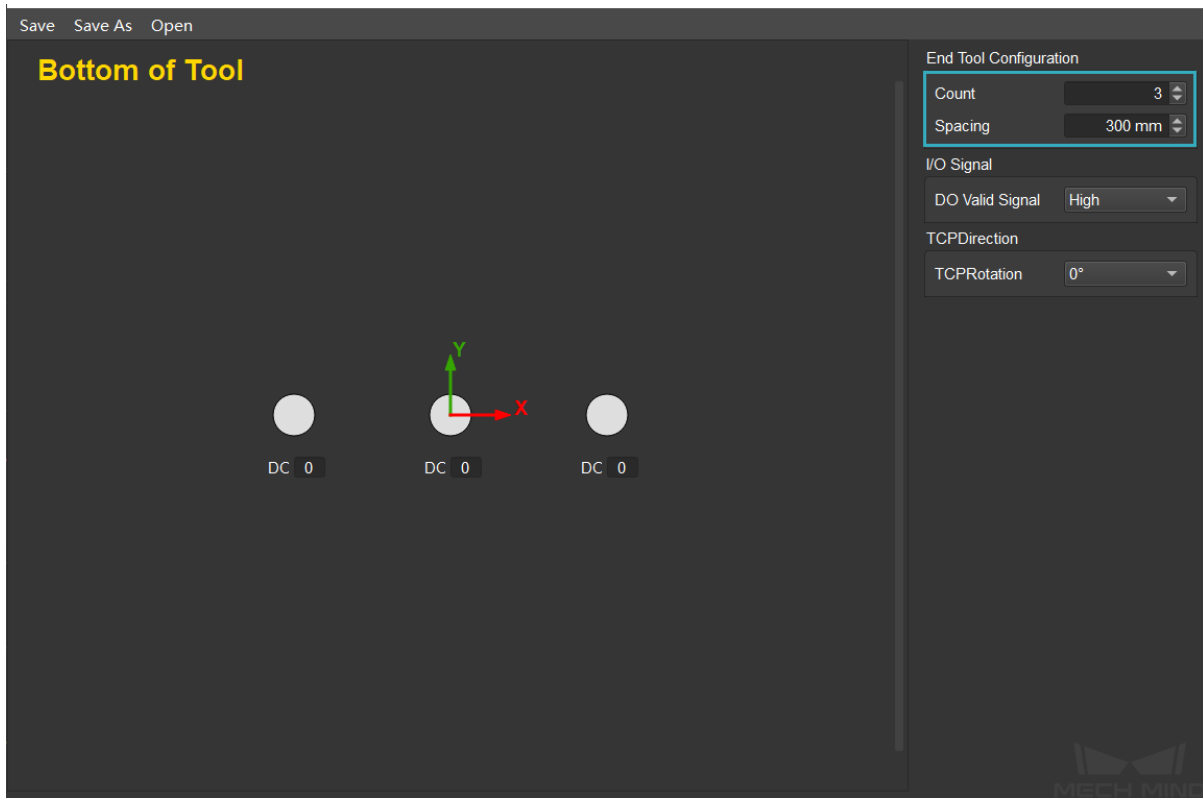 Save Save As Open
Bottom of Tool
End Tool Configuration
Count 3
Spacing 300 mm
I/O Signal
DO Valid Signal High
TCPDirection
TCPRotation 0°
Y
X
DC 0 DC 0 DC 0
MECH MIND